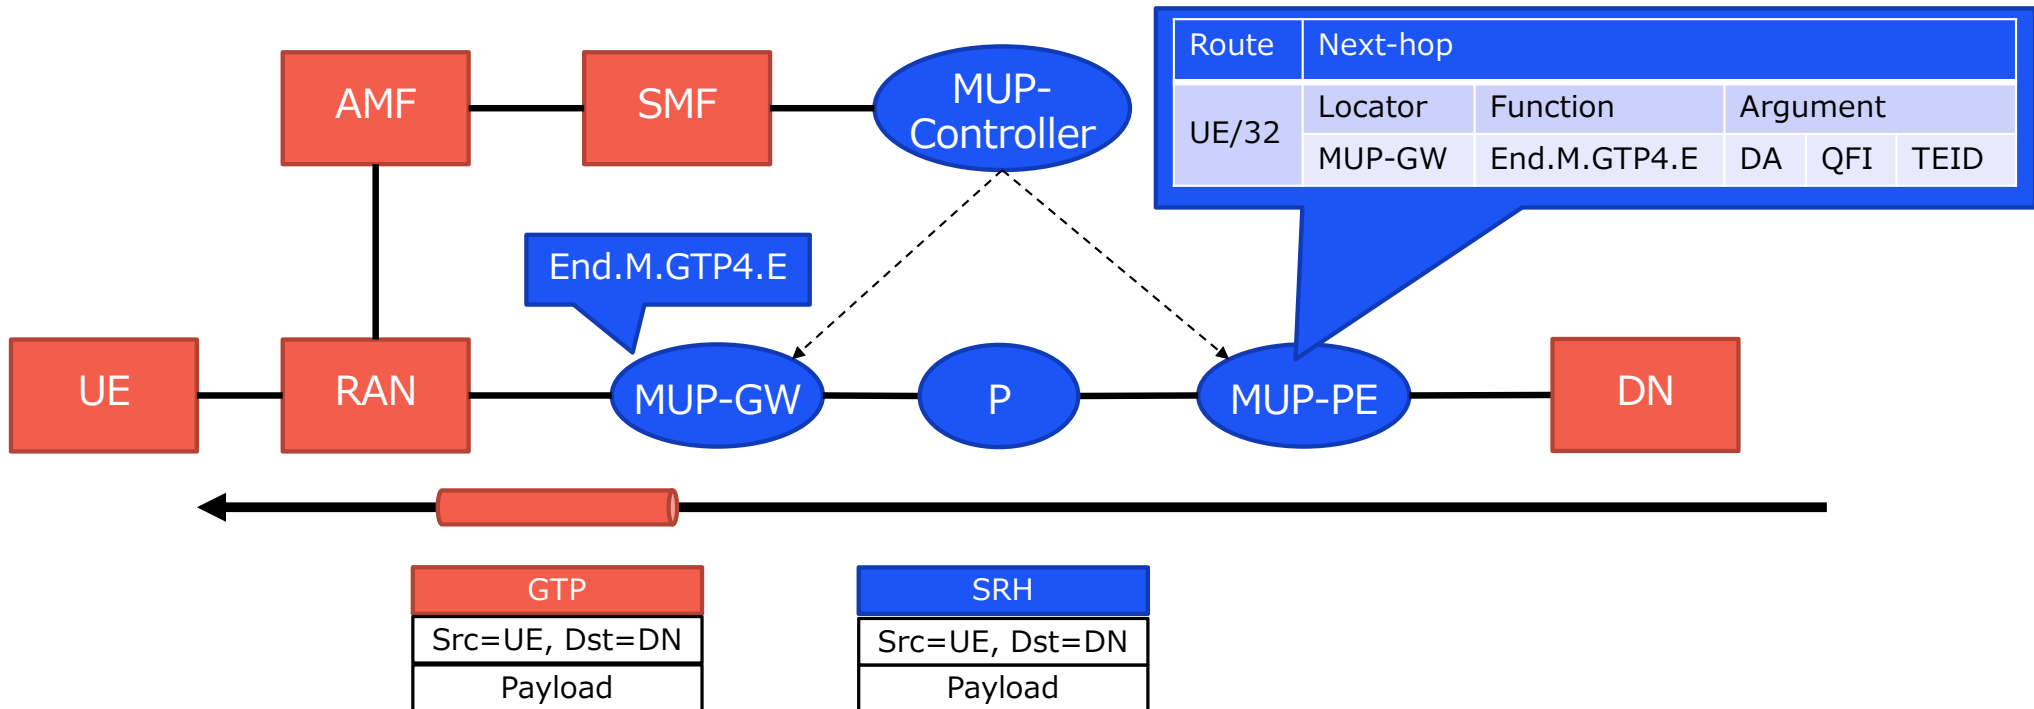 Route Next-hop
AMF SMF MUP-
Controller
UE/32 Locator Function Argument
MUP-GW End.M.GTP4.E DA QFI TEID
End.M.GTP4.E
UE RAN MUP-GW P MUP-PE DN
GTP SRH
Src=UE, Dst=DN Src=UE, Dst=DN
Payload Payload